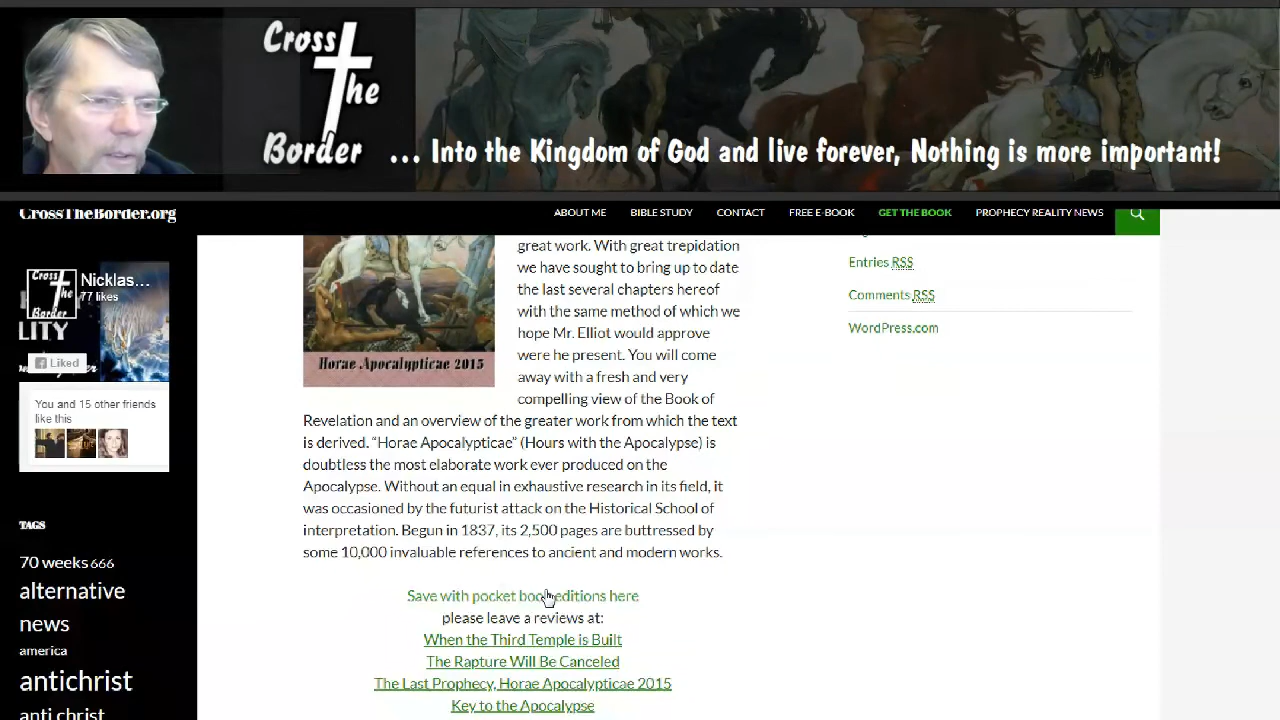 Cross
The
Border
... Into the Kingdom of God and live forever, Nothing is more important!
CrossTheBorder.org
ABOUT ME
BIBLE STUDY
CONTACT
FREE E-BOOK
GET THE BOOK
PROPHECY REALITY NEWS
Cross
The
Border
Nicklas...
77 likes
LITY
Liked
You and 15 other friends
like this
TAGS
70 weeks 666
alternative
news
america
antichrist
anti christ
Horae Apocalypticae 2015
great work. With great trepidation
we have sought to bring up to date
the last several chapters hereof
with the same method of which we
hope Mr. Elliot would approve
were he present. You will come
away with a fresh and very
compelling view of the Book of
Revelation and an overview of the greater work from which the text
is derived. “Horae Apocalypticae” (Hours with the Apocalypse) is
doubtless the most elaborate work ever produced on the
Apocalypse. Without an equal in exhaustive research in its field, it
was occasioned by the futurist attack on the Historical School of
interpretation. Begun in 1837, its 2,500 pages are buttressed by
some 10,000 invaluable references to ancient and modern works.
Save with pocket book editions here
please leave a reviews at:
When the Third Temple is Built
The Rapture Will Be Canceled
The Last Prophecy, Horae Apocalypticae 2015
Key to the Apocalypse
Entries RSS
Comments RSS
WordPress.com